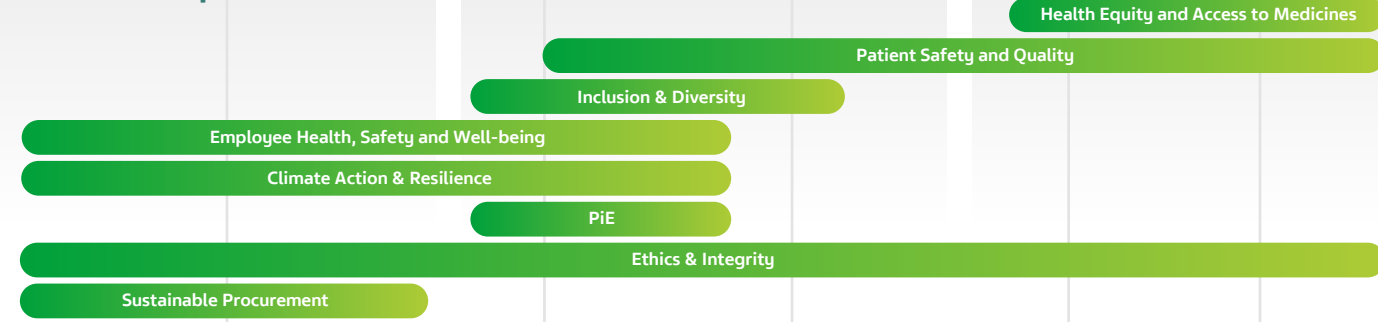 Health Equity and Access to Medicines
Patient Safety and Quality
Inclusion & Diversity
Employee Health, Safety and Well-being
Climate Action & Resilience
PiE
Ethics & Integrity
Sustainable Procurement